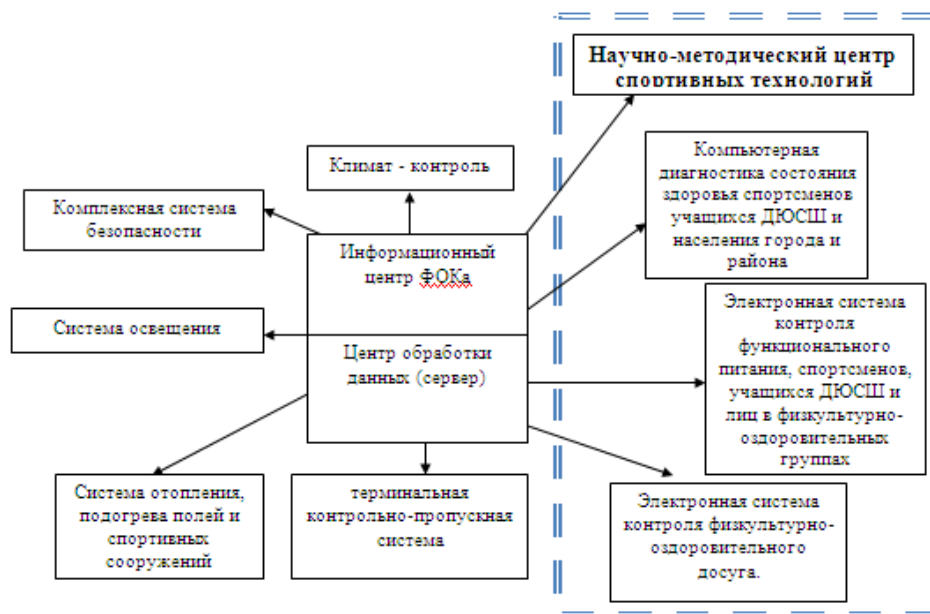 Научно-методический центр
спортивных технологий
Климат - контроль
Компьютерная
диагностика состояния
здоровья спортсменов
учащихся ДЮСШ и
населения города и
района
Комплексная система
безопасности
Информационный
центр ФОКа
Система освещения
Центр обработки
данных (сервер)
Электронная система
контроля
функционального
питания, спортсменов,
учащихся ДЮСШ и
лиц в физкультурно-
оздоровительных
группах
Система отопления,
подогрева полей и
спортивных
сооружений
терминальная
контрольно-пропускная
система
Электронная система
контроля физкультурно-
оздоровительного
досуга.